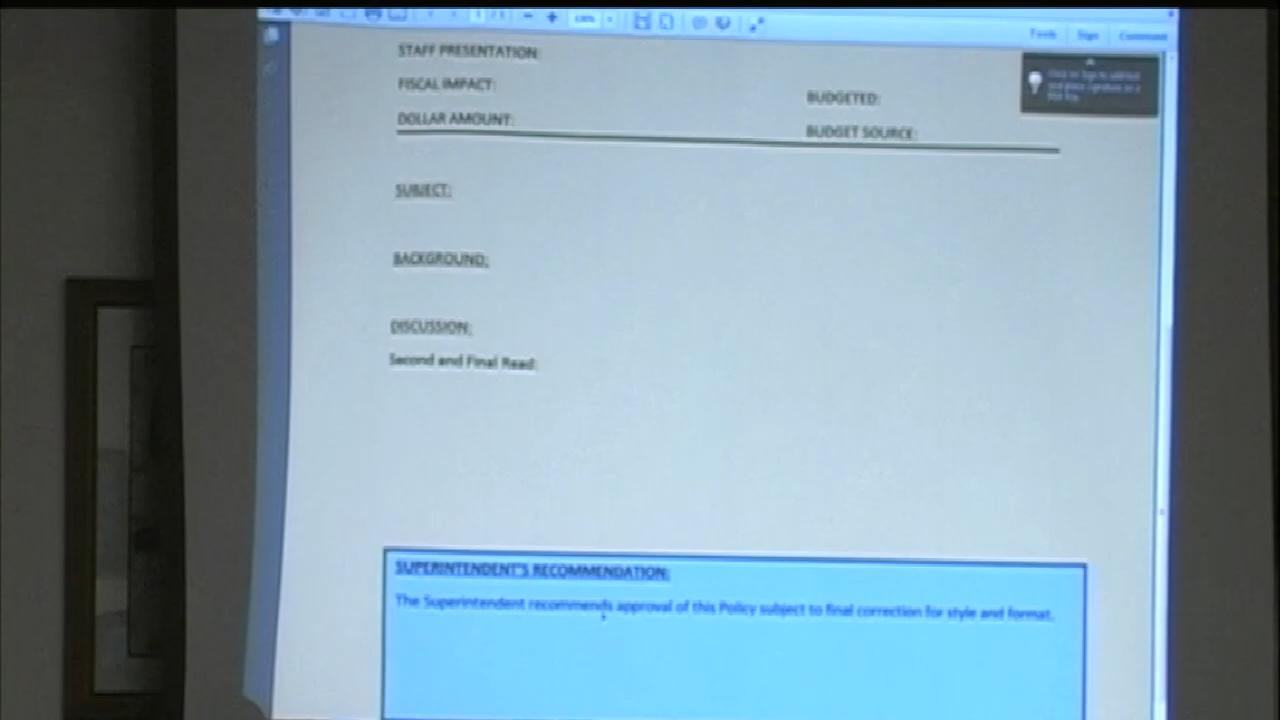 Tools Sign Comment
STAFF PRESENTATION:
FISCAL IMPACT:
BUDGETED:
DOLLAR AMOUNT:
BUDGET SOURCE:
SUBJECT:
BACKGROUND:
DISCUSSION:
Second and Final Read:
SUPERINTENDENT'S RECOMMENDATION:
The Superintendent recommends approval of this Policy subject to final correction for style and format.